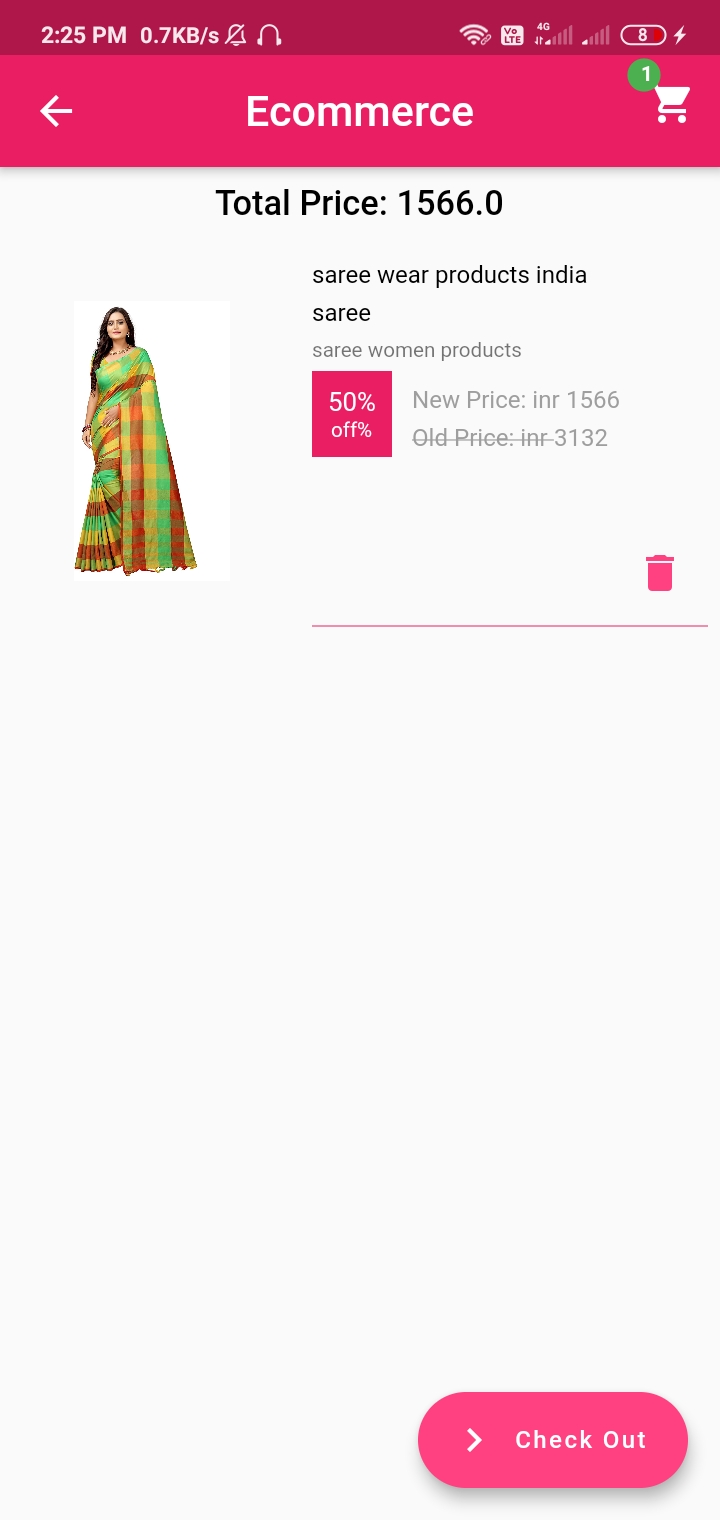 2:25 PM 0.7KB/s Vo LTE 4G 8
1
Ecommerce
Total Price: 1566.0
saree wear products india
saree
saree women products
50%
off%
New Price: inr 1566
Old Price: inr 3132
Check Out